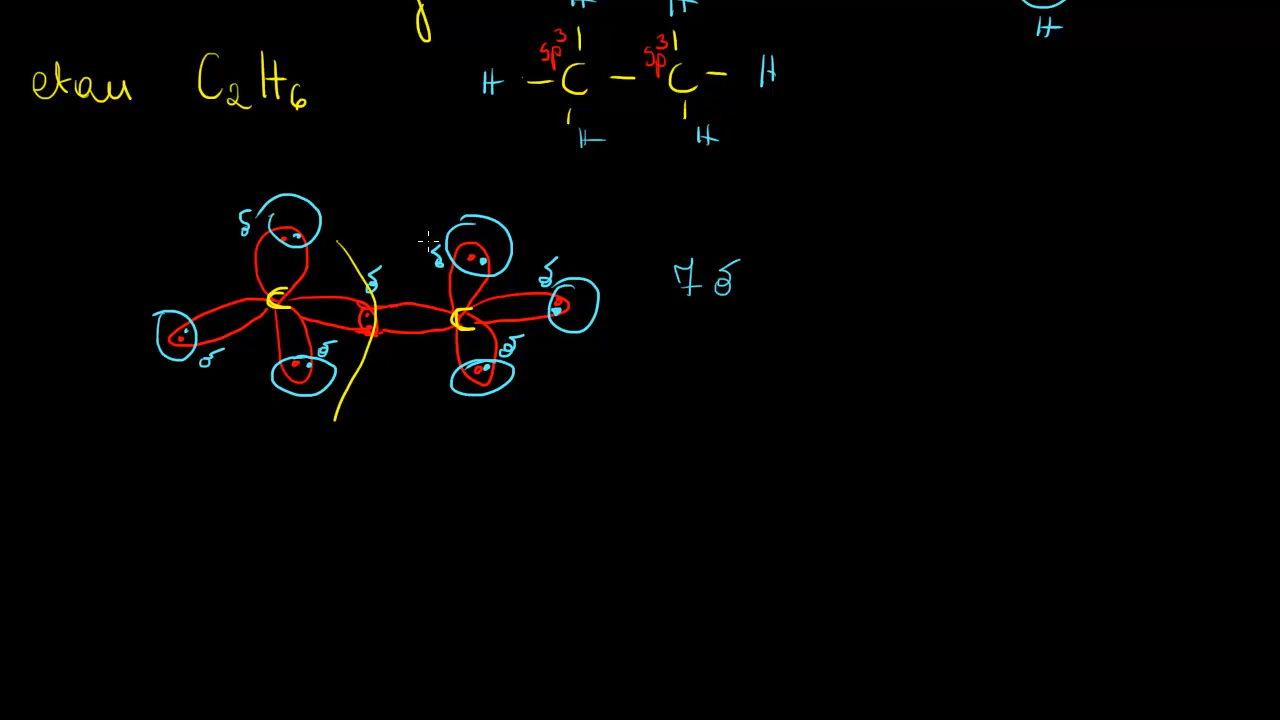 H H
H
sp³ sp³
etan C₂H₆ H – C – C – H
H H
δ δ δ δ 7 δ
C C
δ δ δ